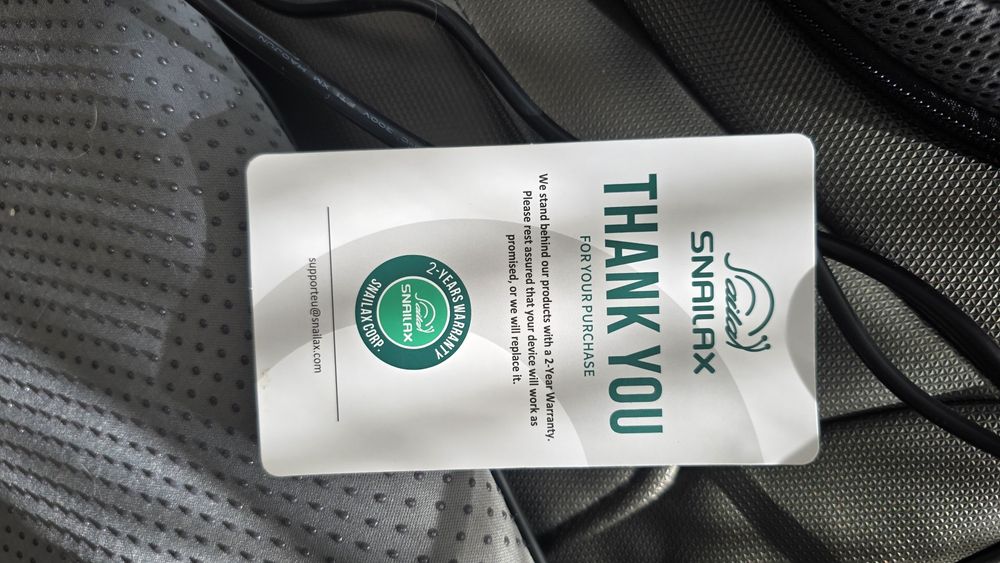 Snailax
SNAILAX
THANK YOU
FOR YOUR PURCHASE
We stand behind our products with a 2-Year Warranty.
Please rest assured that your device will work as
promised, or we will replace it.
2-YEARS WARRANTY
Snailax
SNAILAX
SNAILAX CORP.
supporteu@snailax.com
300V